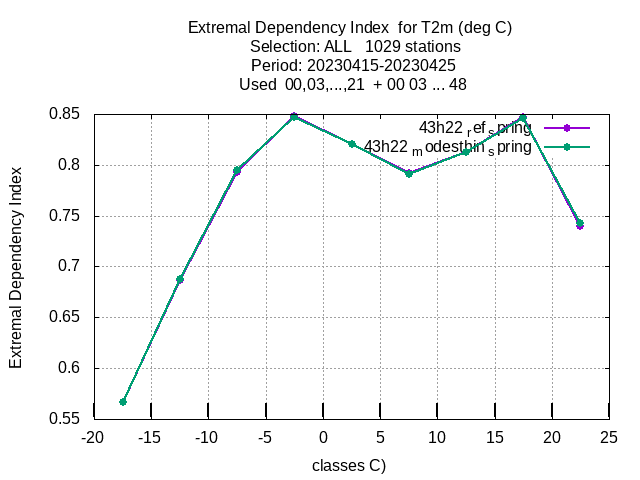 Extremal Dependency Index  for T2m (deg C)
Selection: ALL   1029 stations
Period: 20230415-20230425
Used  00,03,...,21  + 00 03 ... 48
0.85
43h22 ref spring
43h22 modesthin spring
0.8
0.75
0.7
0.65
0.6
0.55
Extremal Dependency Index
-20 -15 -10 -5 0 5 10 15 20 25
classes C)